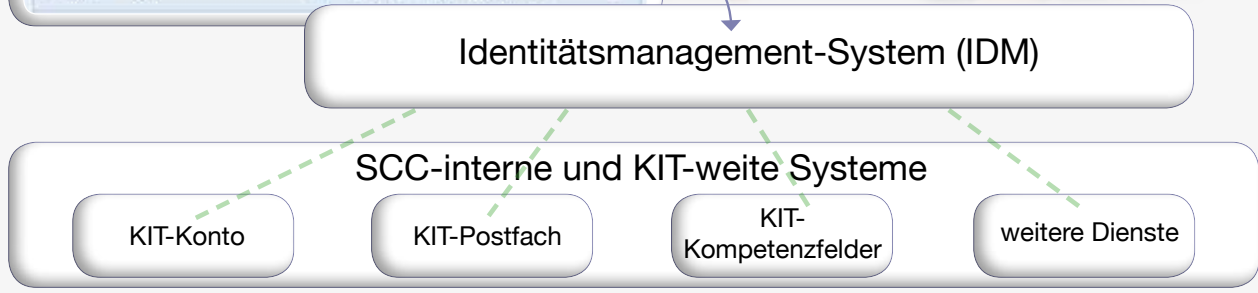 Identitätsmanagement-System (IDM)
SCC-interne und KIT-weite Systeme
KIT-Konto
KIT-Postfach
KIT-
Kompetenzfelder
weitere Dienste